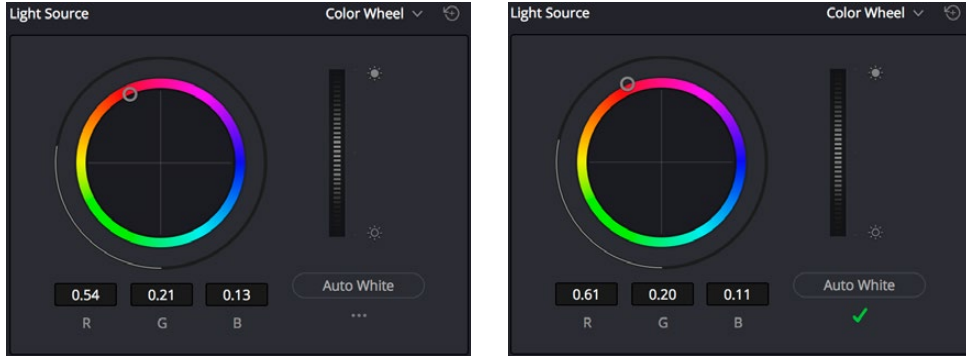 Light Source Color Wheel
0.54 0.21 0.13 Auto White
R G B
Light Source Color Wheel
0.61 0.20 0.11 Auto White
R G B